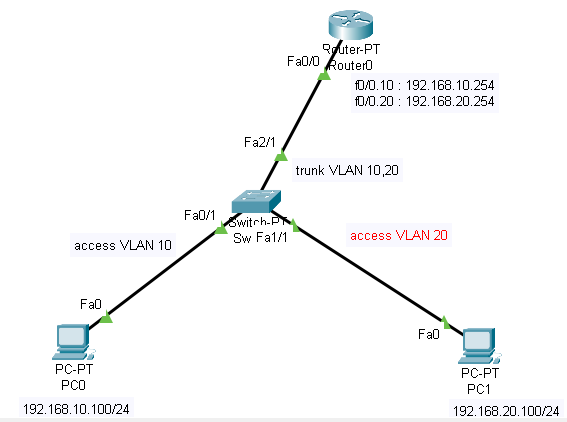 Router-PT
Router0
Fa0/0
f0/0.10 : 192.168.10.254
f0/0.20 : 192.168.20.254
Fa2/1
trunk VLAN 10,20
Fa0/1
Switch-PT
Sw
Fa1/1
access VLAN 10
access VLAN 20
Fa0
PC-PT
PC0
192.168.10.100/24
Fa0
PC-PT
PC1
192.168.20.100/24